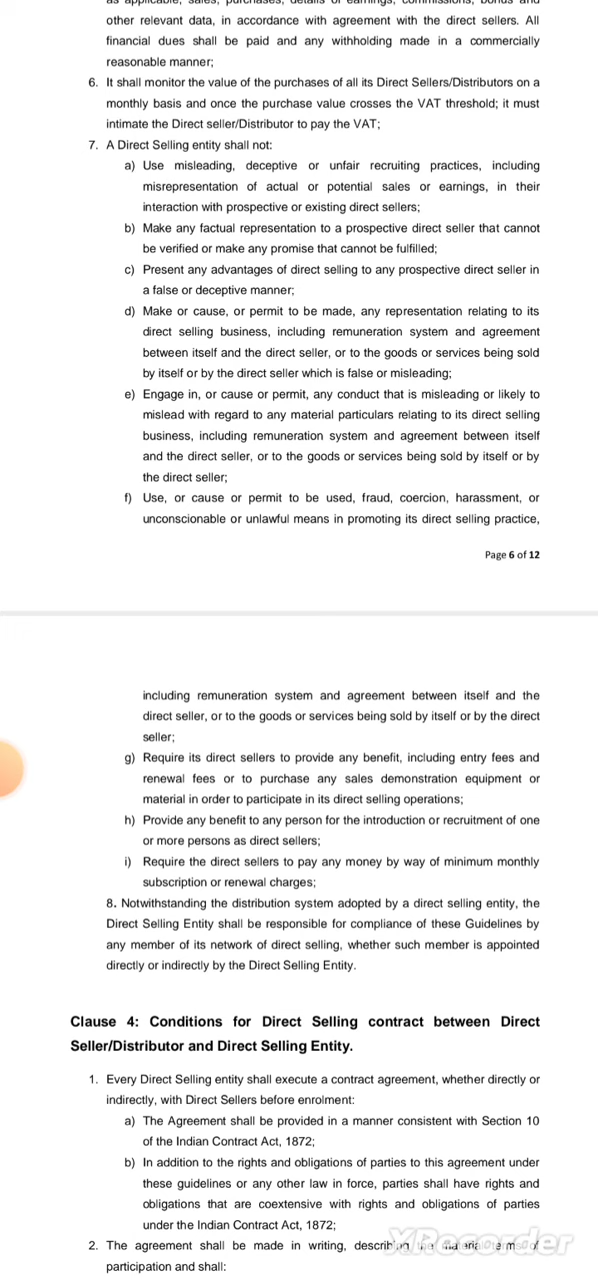 as applicable, sales, purchases, details of earnings, commissions, bonus and
other relevant data, in accordance with agreement with the direct sellers. All
financial dues shall be paid and any withholding made in a commercially
reasonable manner;
6. It shall monitor the value of the purchases of all its Direct Sellers/Distributors on a
monthly basis and once the purchase value crosses the VAT threshold; it must
intimate the Direct seller/Distributor to pay the VAT;
7. A Direct Selling entity shall not:
a) Use misleading, deceptive or unfair recruiting practices, including
misrepresentation of actual or potential sales or earnings, in their
interaction with prospective or existing direct sellers;
b) Make any factual representation to a prospective direct seller that cannot
be verified or make any promise that cannot be fulfilled;
c) Present any advantages of direct selling to any prospective direct seller in
a false or deceptive manner;
d) Make or cause, or permit to be made, any representation relating to its
direct selling business, including remuneration system and agreement
between itself and the direct seller, or to the goods or services being sold
by itself or by the direct seller which is false or misleading;
e) Engage in, or cause or permit, any conduct that is misleading or likely to
mislead with regard to any material particulars relating to its direct selling
business, including remuneration system and agreement between itself
and the direct seller, or to the goods or services being sold by itself or by
the direct seller;
f) Use, or cause or permit to be used, fraud, coercion, harassment, or
unconscionable or unlawful means in promoting its direct selling practice,
Page 6 of 12
including remuneration system and agreement between itself and the
direct seller, or to the goods or services being sold by itself or by the direct
seller;
g) Require its direct sellers to provide any benefit, including entry fees and
renewal fees or to purchase any sales demonstration equipment or
material in order to participate in its direct selling operations;
h) Provide any benefit to any person for the introduction or recruitment of one
or more persons as direct sellers;
i) Require the direct sellers to pay any money by way of minimum monthly
subscription or renewal charges;
8. Notwithstanding the distribution system adopted by a direct selling entity, the
Direct Selling Entity shall be responsible for compliance of these Guidelines by
any member of its network of direct selling, whether such member is appointed
directly or indirectly by the Direct Selling Entity.
Clause 4: Conditions for Direct Selling contract between Direct
Seller/Distributor and Direct Selling Entity.
1. Every Direct Selling entity shall execute a contract agreement, whether directly or
indirectly, with Direct Sellers before enrolment:
a) The Agreement shall be provided in a manner consistent with Section 10
of the Indian Contract Act, 1872;
b) In addition to the rights and obligations of parties to this agreement under
these guidelines or any other law in force, parties shall have rights and
obligations that are coextensive with rights and obligations of parties
under the Indian Contract Act, 1872;
2. The agreement shall be made in writing, describing the material terms of
participation and shall:
XRecorder